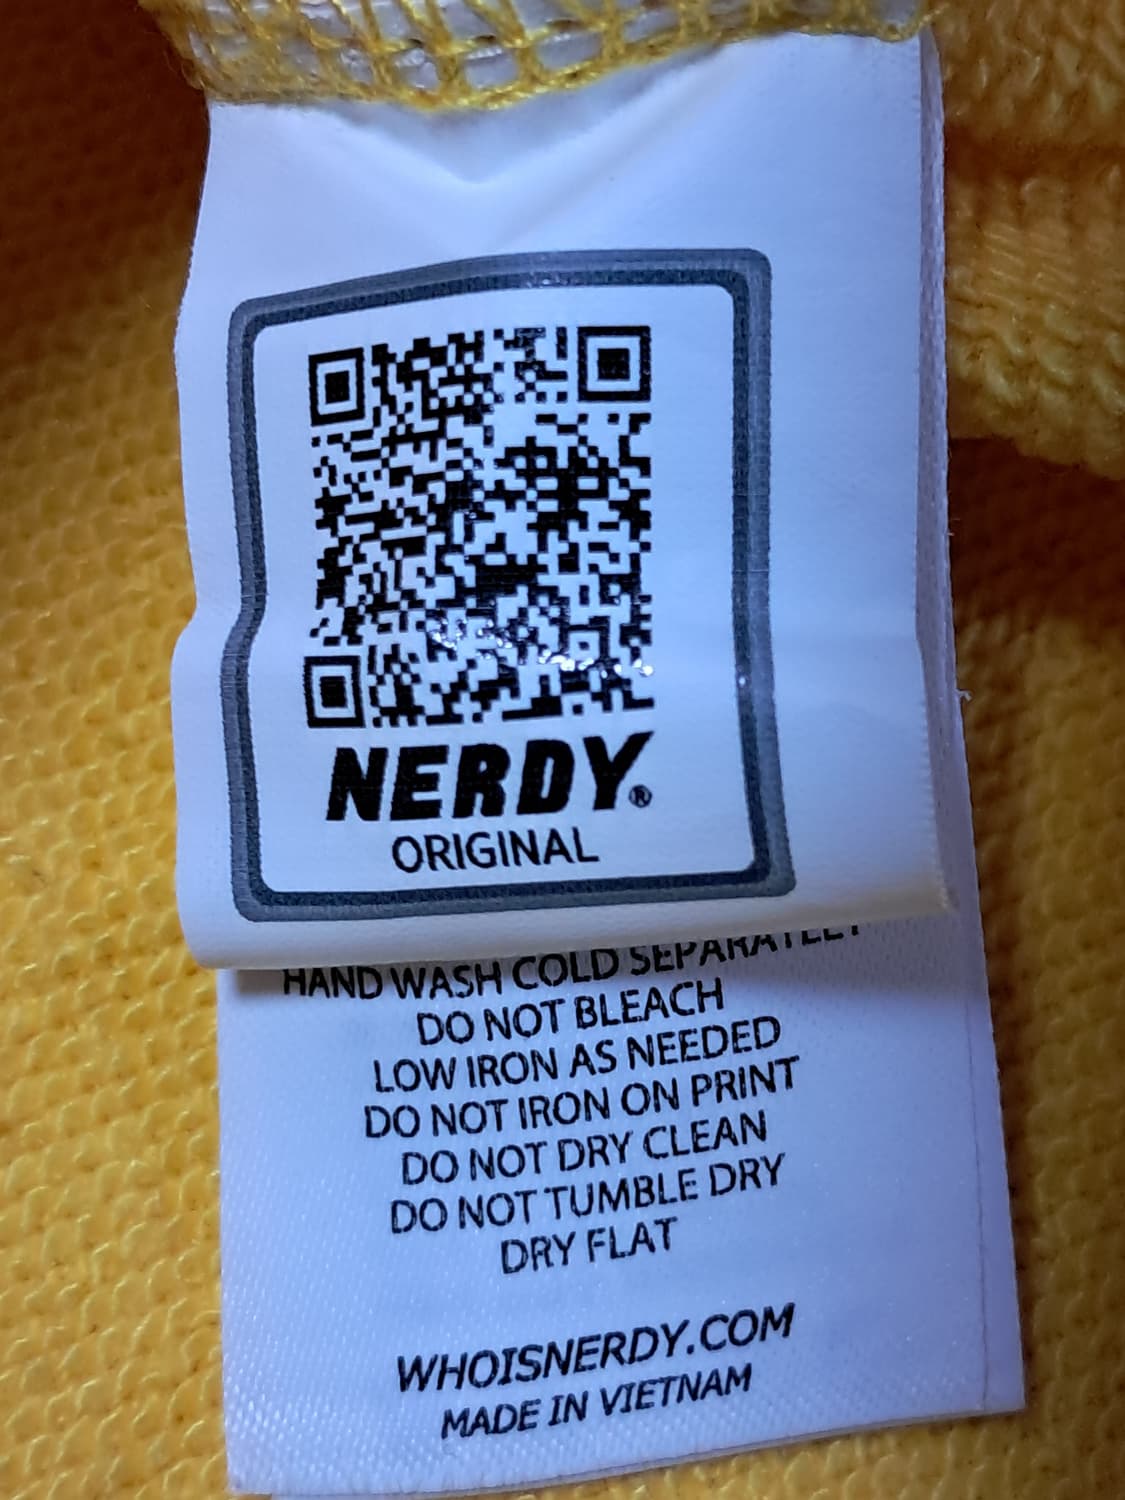 NERDY®
ORIGINAL
HAND WASH COLD SEPARATELY
DO NOT BLEACH
LOW IRON AS NEEDED
DO NOT IRON ON PRINT
DO NOT DRY CLEAN
DO NOT TUMBLE DRY
DRY FLAT
WHOISNERDY.COM
MADE IN VIETNAM